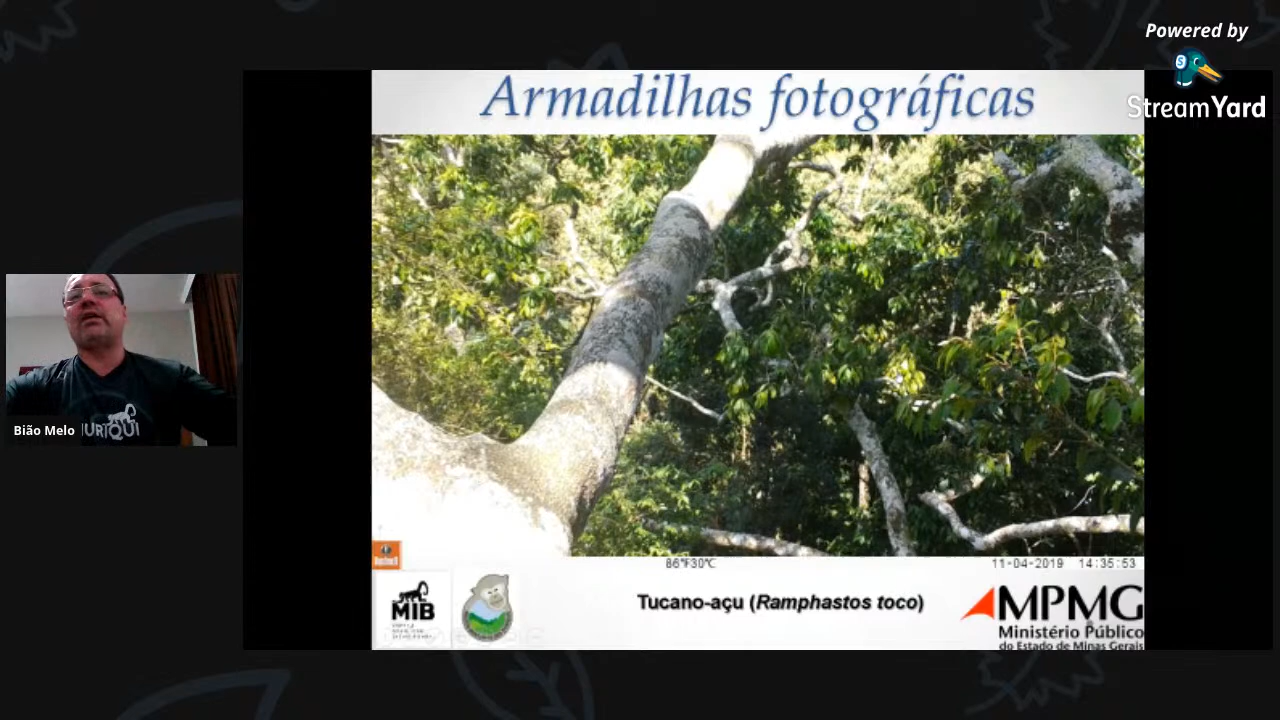 Powered by
StreamYard
Armadilhas fotográficas
Bião Melo
URIQUI
86°F30°C
11-04-2019 14:35:53
MIB
Tucano-açu (Ramphastos toco)
MPMG
Ministério Público
do Estado de Minas Gerais